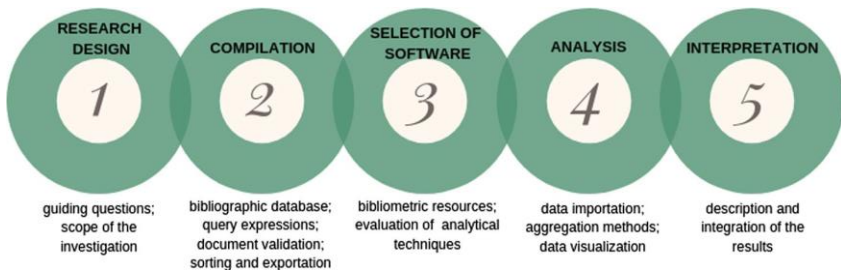 RESEARCH
DESIGN
1
guiding questions;
scope of the
investigation
COMPILATION
2
bibliographic database;
query expressions;
document validation;
sorting and exportation
SELECTION OF
SOFTWARE
3
bibliometric resources;
evaluation of analytical
techniques
ANALYSIS
4
data importation;
aggregation methods;
data visualization
INTERPRETATION
5
description and
integration of the
results